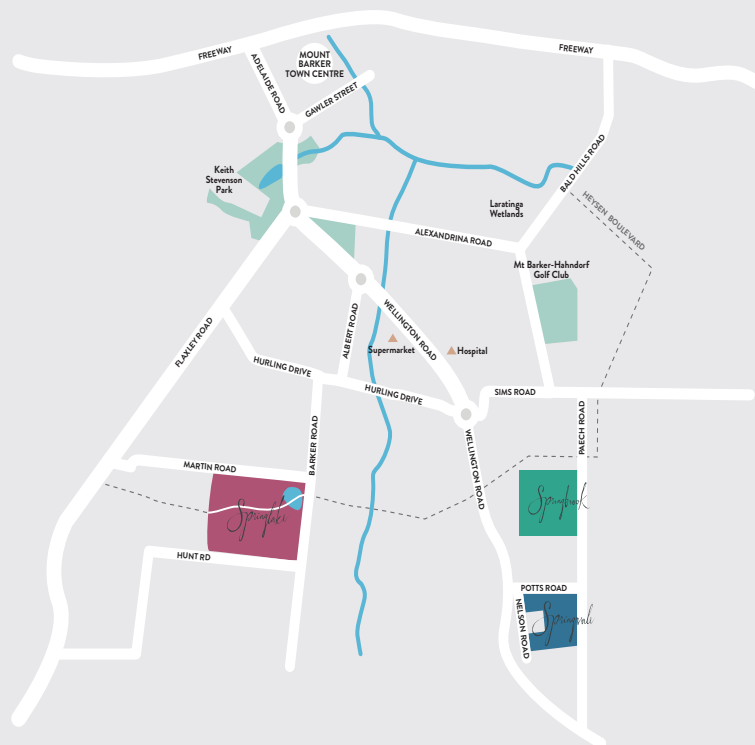 FREEWAY
FREEWAY
MOUNT
BARKER
TOWN CENTRE
ADELAIDE ROAD
GAWLER STREET
BALD HILLS ROAD
Keith
Stevenson
Park
Laratinga
Wetlands
HEYSEN BOULEVARD
ALEXANDRINA ROAD
Mt Barker-Hahndorf
Golf Club
FLAXLEY ROAD
ALBERT ROAD
WELLINGTON ROAD
Supermarket
Hospital
HURLING DRIVE
HURLING DRIVE
SIMS ROAD
PAECH ROAD
BARKER ROAD
WELLINGTON ROAD
MARTIN ROAD
Springlake
Springbrook
HUNT RD
POTTS ROAD
NELSON ROAD
Springvale